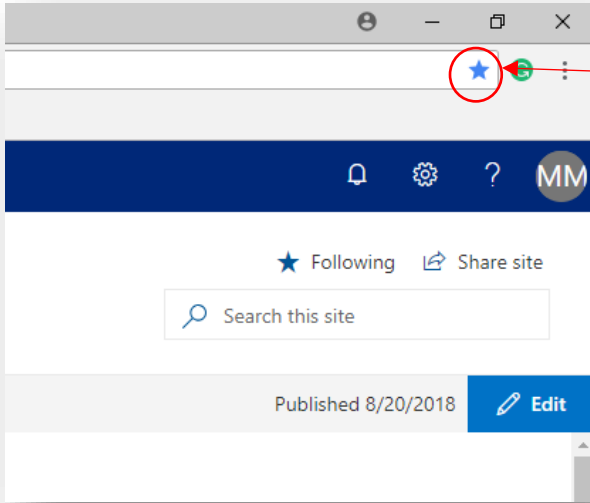 MM
Following Share site
Search this site
Published 8/20/2018 Edit